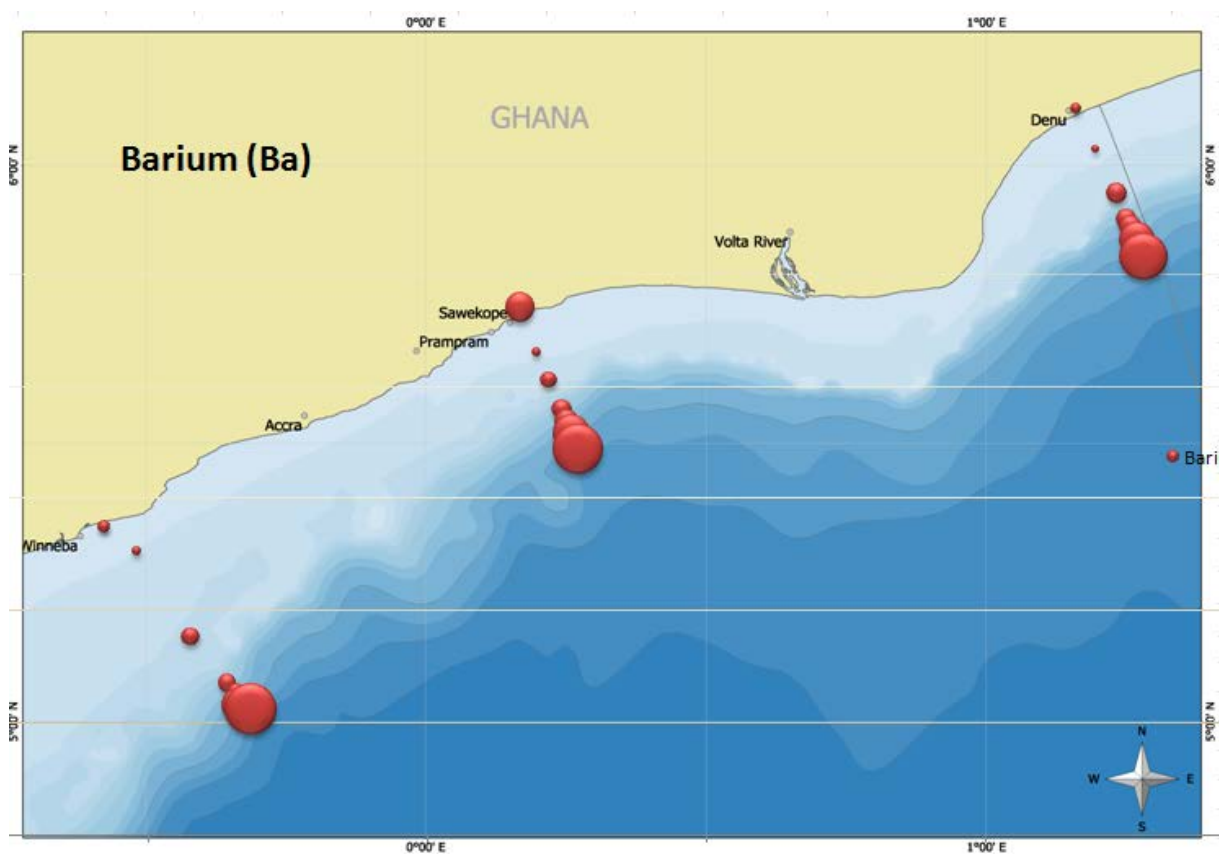 0°00' E
1°00' E
GHANA
Denu
Barium (Ba)
6°00' N
6°00' N
Volta River
Sawekope
Prampram
Accra
Bari
Winneba
5°00' N
5°00' N
N
W
E
S
0°00' E
1°00' E